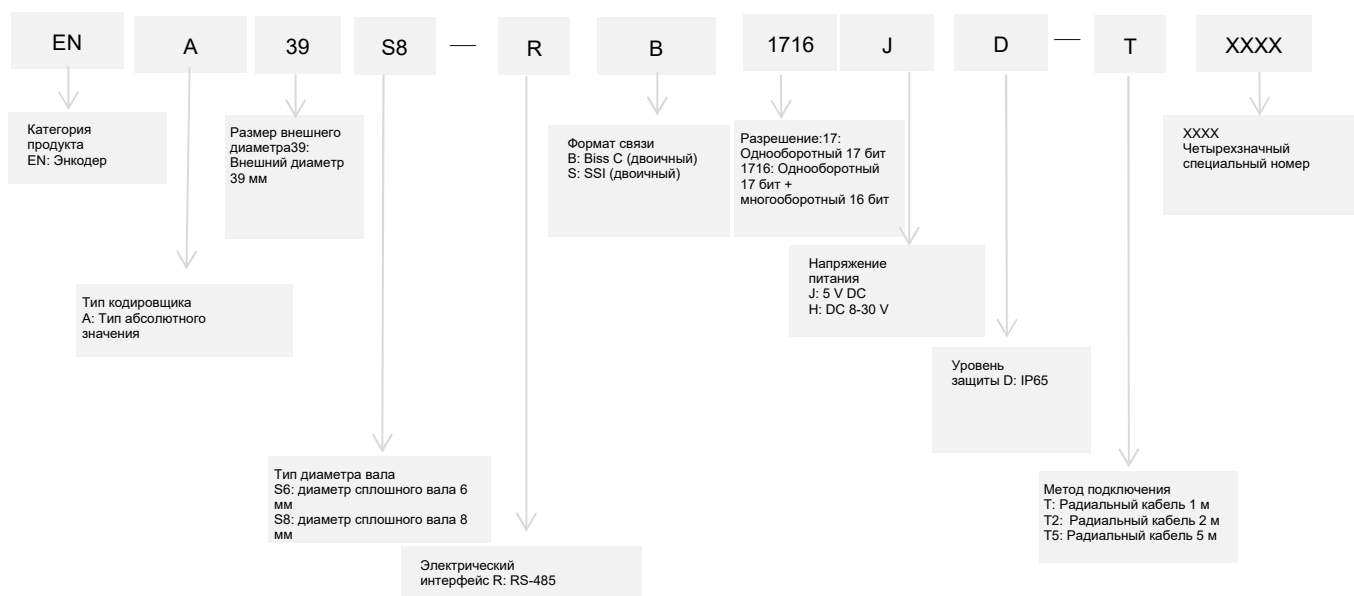 EN A 39 S8 — R B 1716 J D — T XXXX
Категория
продукта
EN: Энкодер
Размер внешнего
диаметра39:
Внешний диаметр
39 мм
Формат связи
B: Biss C (двоичный)
S: SSI (двоичный)
Разрешение:17:
Однооборотный 17 бит
1716: Однооборотный
17 бит +
многооборотный 16 бит
XXXX
Четырехзначный
специальный номер
Тип кодировщика
A: Тип абсолютного
значения
Напряжение
питания
J: 5 V DC
H: DC 8-30 V
Уровень
защиты D: IP65
Тип диаметра вала
S6: диаметр сплошного вала 6
мм
S8: диаметр сплошного вала 8
мм
Метод подключения
T: Радиальный кабель 1 м
T2: Радиальный кабель 2 м
T5: Радиальный кабель 5 м
Электрический
интерфейс R: RS-485